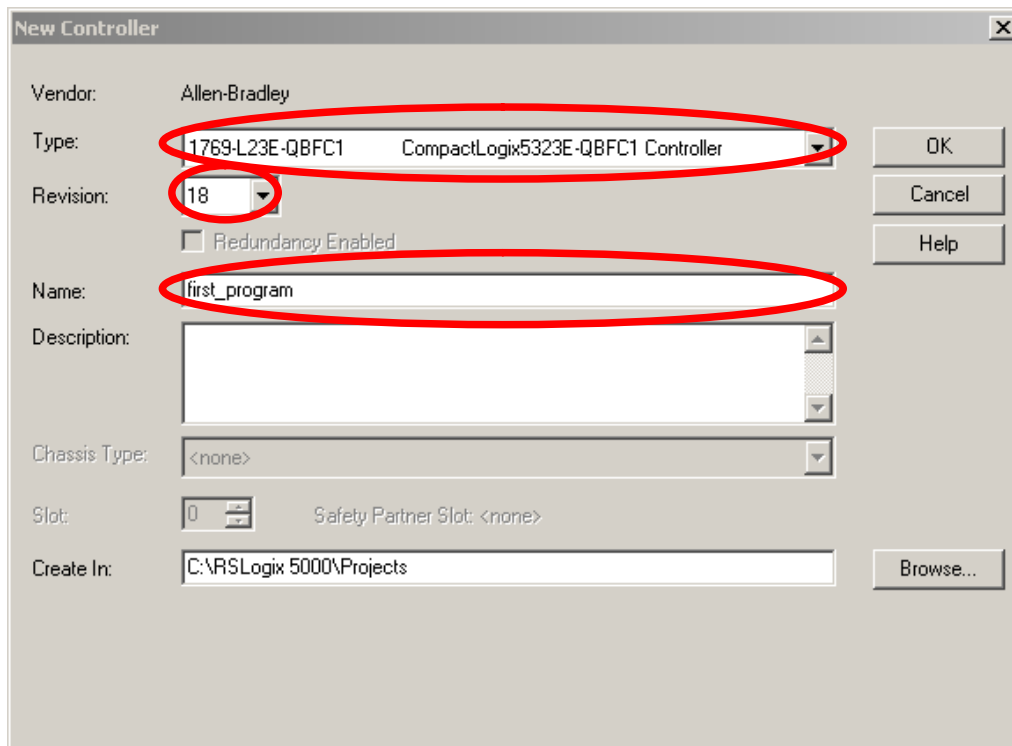 New Controller
Vendor: Allen-Bradley
Type: 1769-L23E-QBFC1 CompactLogix5323E-QBFC1 Controller OK
Revision: 18 Cancel
Redundancy Enabled Help
Name: first_program
Description:
Chassis Type: <none>
Slot: 0 Safety Partner Slot: <none>
Create In: C:\RSLogix 5000\Projects Browse...